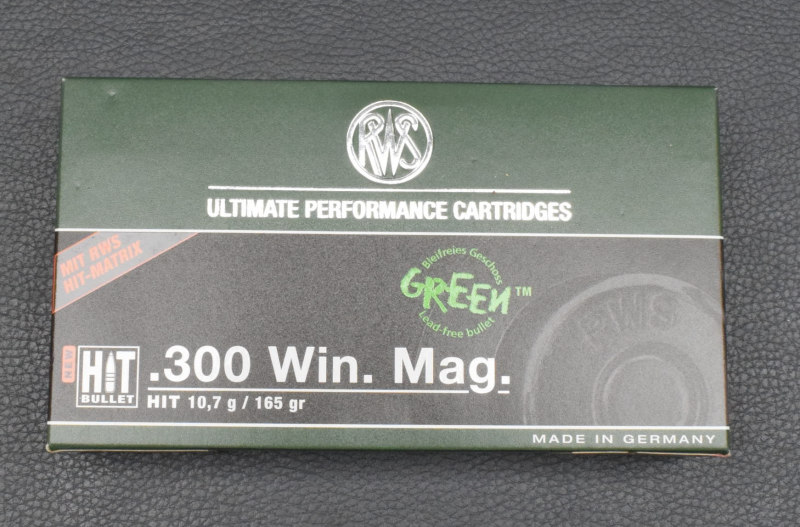 RWS
ULTIMATE PERFORMANCE CARTRIDGES
MIT RWS
HIT-MATRIX
Bleifreies Geschoss
GREEN™
Lead-free bullet
RWS
NEW
HIT
BULLET
.300 Win. Mag.
HIT 10,7 g / 165 gr
MADE IN GERMANY